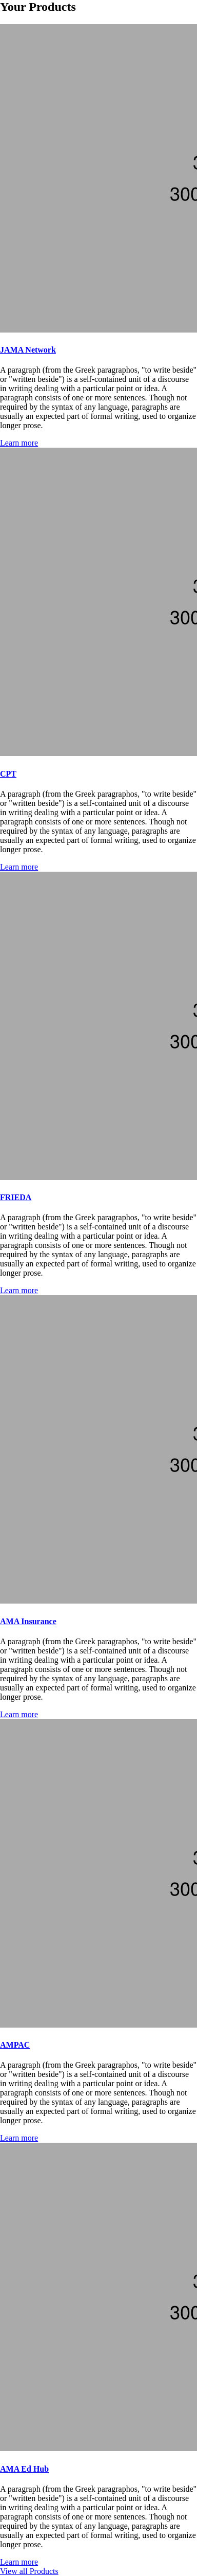 Your Products
300
JAMA Network
A paragraph (from the Greek paragraphos, "to write beside"
or "written beside") is a self-contained unit of a discourse
in writing dealing with a particular point or idea. A
paragraph consists of one or more sentences. Though not
required by the syntax of any language, paragraphs are
usually an expected part of formal writing, used to organize
longer prose.
Learn more
300
CPT
A paragraph (from the Greek paragraphos, "to write beside"
or "written beside") is a self-contained unit of a discourse
in writing dealing with a particular point or idea. A
paragraph consists of one or more sentences. Though not
required by the syntax of any language, paragraphs are
usually an expected part of formal writing, used to organize
longer prose.
Learn more
300
FRIEDA
A paragraph (from the Greek paragraphos, "to write beside"
or "written beside") is a self-contained unit of a discourse
in writing dealing with a particular point or idea. A
paragraph consists of one or more sentences. Though not
required by the syntax of any language, paragraphs are
usually an expected part of formal writing, used to organize
longer prose.
Learn more
300
AMA Insurance
A paragraph (from the Greek paragraphos, "to write beside"
or "written beside") is a self-contained unit of a discourse
in writing dealing with a particular point or idea. A
paragraph consists of one or more sentences. Though not
required by the syntax of any language, paragraphs are
usually an expected part of formal writing, used to organize
longer prose.
Learn more
300
AMPAC
A paragraph (from the Greek paragraphos, "to write beside"
or "written beside") is a self-contained unit of a discourse
in writing dealing with a particular point or idea. A
paragraph consists of one or more sentences. Though not
required by the syntax of any language, paragraphs are
usually an expected part of formal writing, used to organize
longer prose.
Learn more
300
AMA Ed Hub
A paragraph (from the Greek paragraphos, "to write beside"
or "written beside") is a self-contained unit of a discourse
in writing dealing with a particular point or idea. A
paragraph consists of one or more sentences. Though not
required by the syntax of any language, paragraphs are
usually an expected part of formal writing, used to organize
longer prose.
Learn more
View all Products